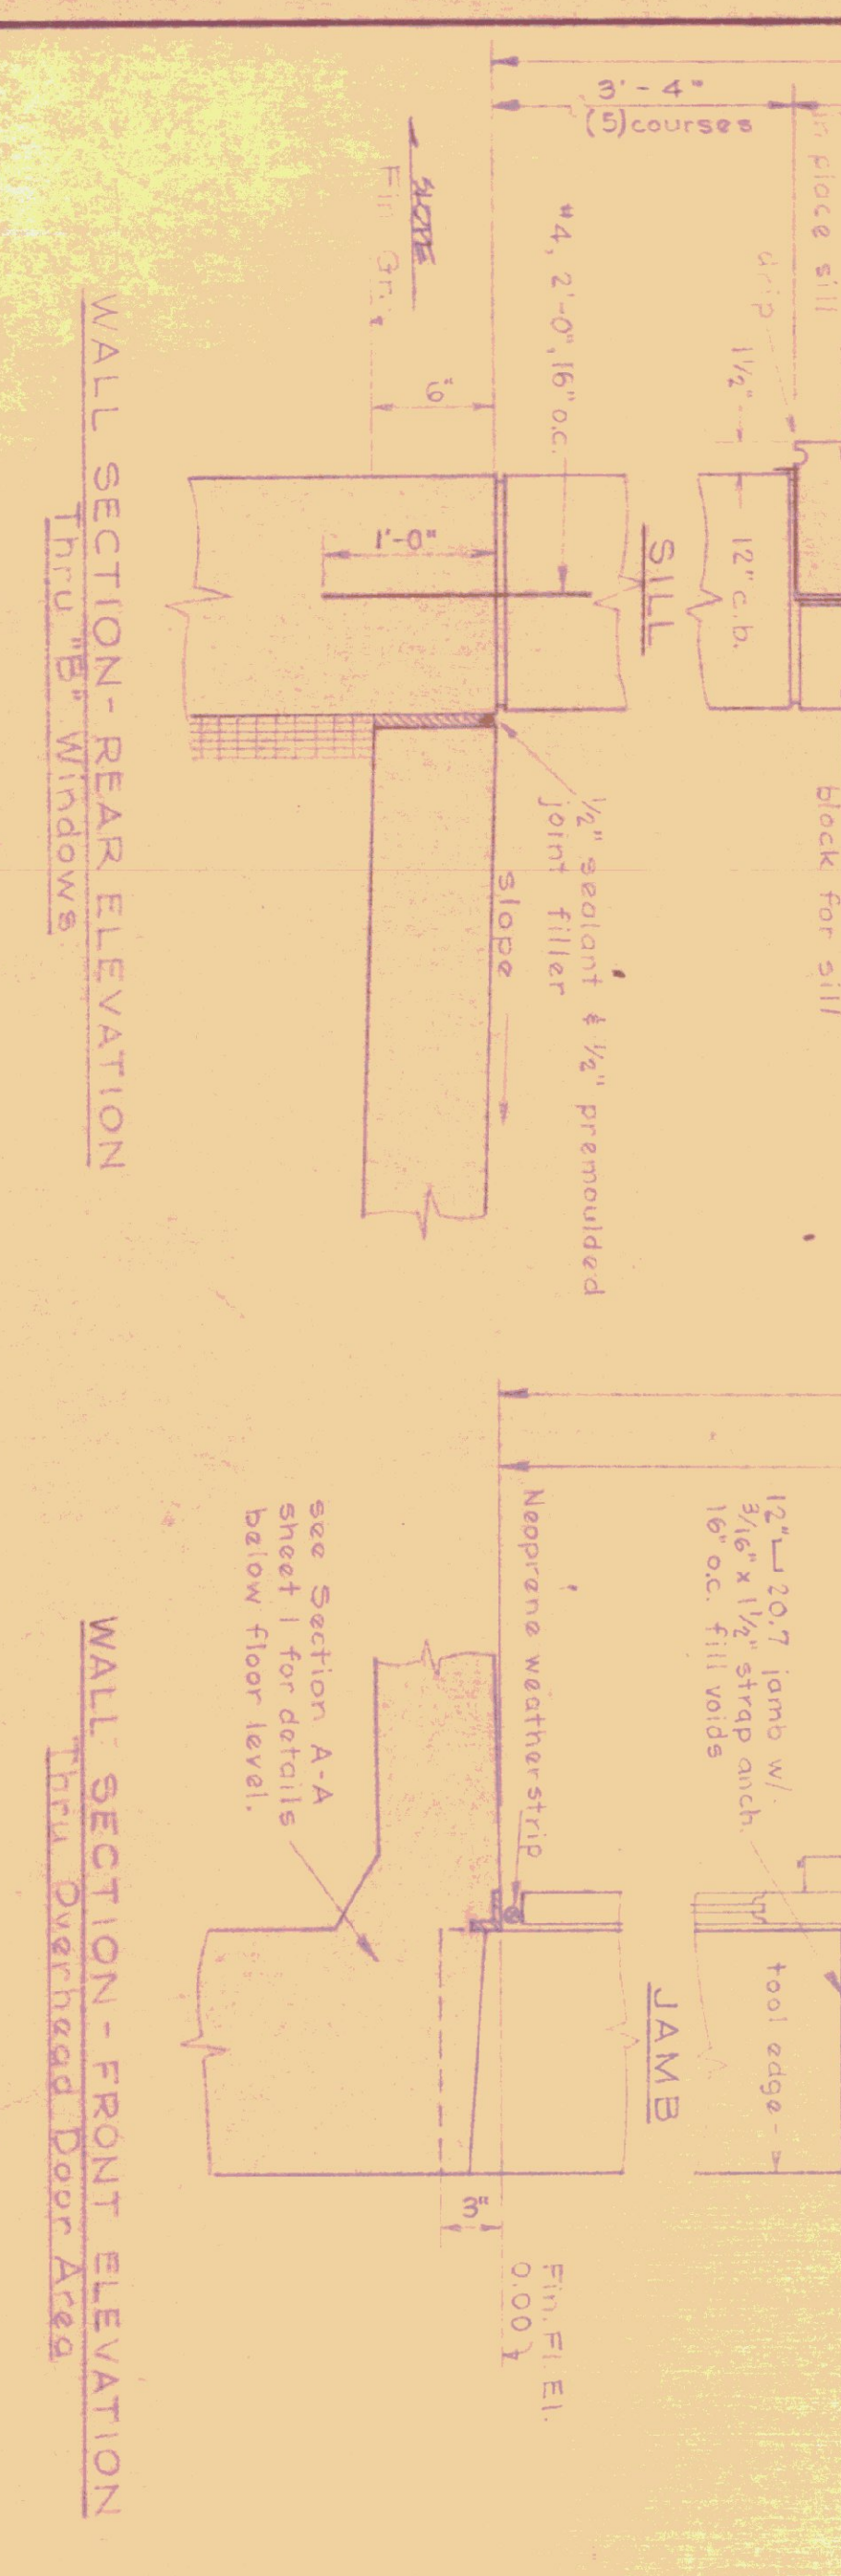 3'-4"
(5) courses
in place sill
drip
1½"
12" c.b.
SLOPE
Fin. Gr.
#4, 2'-0", 16" o.c.
6"
1'-0"
SILL
block for sill
½" sealant & ½" premoulded
joint filler
slope
WALL SECTION-REAR ELEVATION
Thru "B" Windows
12" 20.7 jamb w/
3/16" x 1½" strap anch.
16" o.c. fill voids
Neoprene weatherstrip
see Section A-A
sheet 1 for details
below floor level.
tool edge
JAMB
3"
Fin. Fl. El.
0.00
WALL SECTION-FRONT ELEVATION
Thru Overhead Door Area